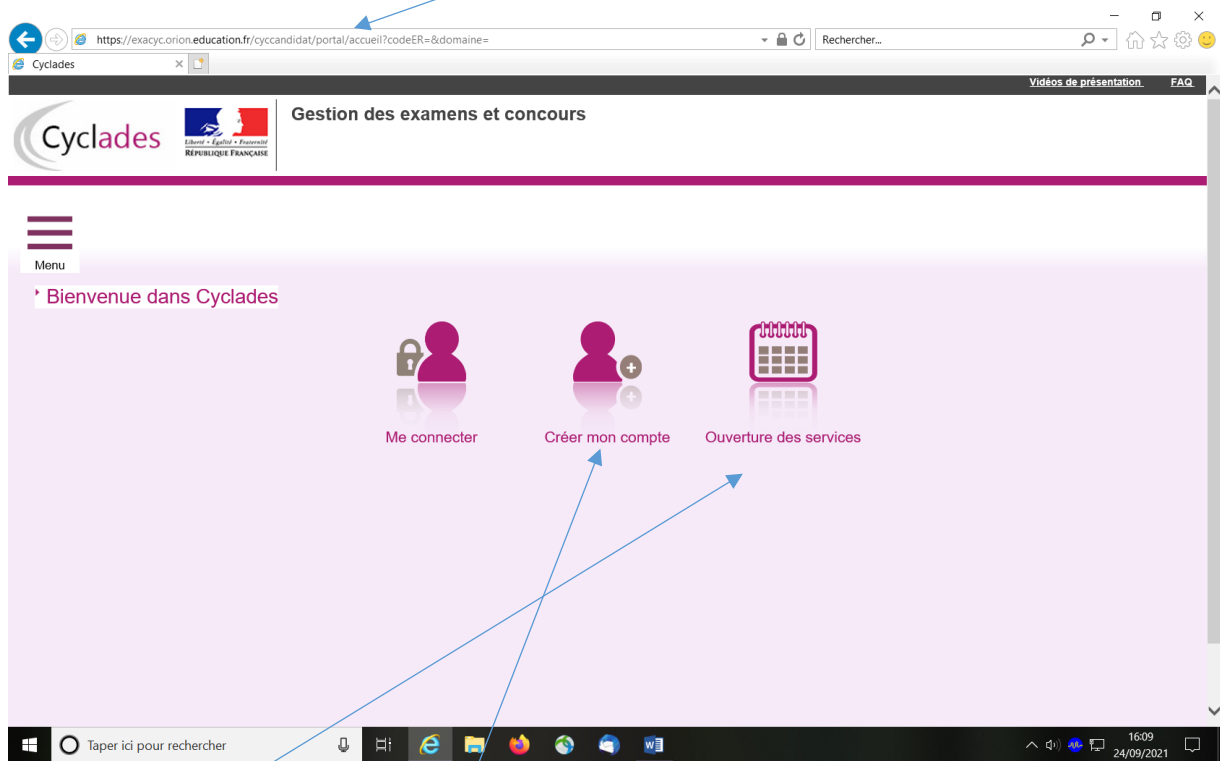 https://exacyc.orion.education.fr/cyccandidat/portal/accueil?codeER=&domaine=
Rechercher...
Cyclades
Vidéos de présentation FAQ
Cyclades
Liberté • Égalité • Fraternité
RÉPUBLIQUE FRANÇAISE
Gestion des examens et concours
Menu
Bienvenue dans Cyclades
Me connecter
Créer mon compte
Ouverture des services
Taper ici pour rechercher
16:09
24/09/2021